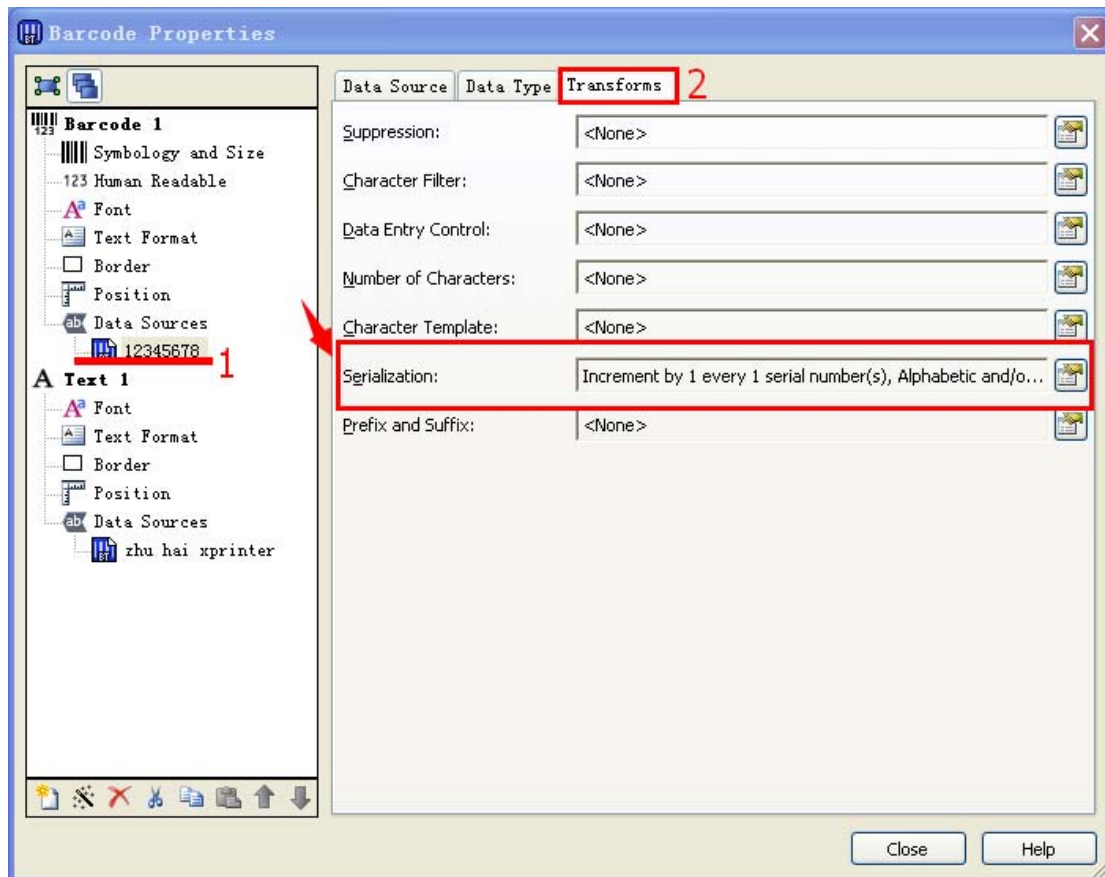 Barcode Properties
Barcode 1
Symbology and Size
123 Human Readable
Font
Text Format
Border
Position
Data Sources
12345678
1
Text 1
Font
Text Format
Border
Position
Data Sources
zhu hai xprinter
Data Source Data Type Transforms 2
Suppression: <None>
Character Filter: <None>
Data Entry Control: <None>
Number of Characters: <None>
Character Template: <None>
Serialization: Increment by 1 every 1 serial number(s), Alphabetic and/o...
Prefix and Suffix: <None>
Close Help